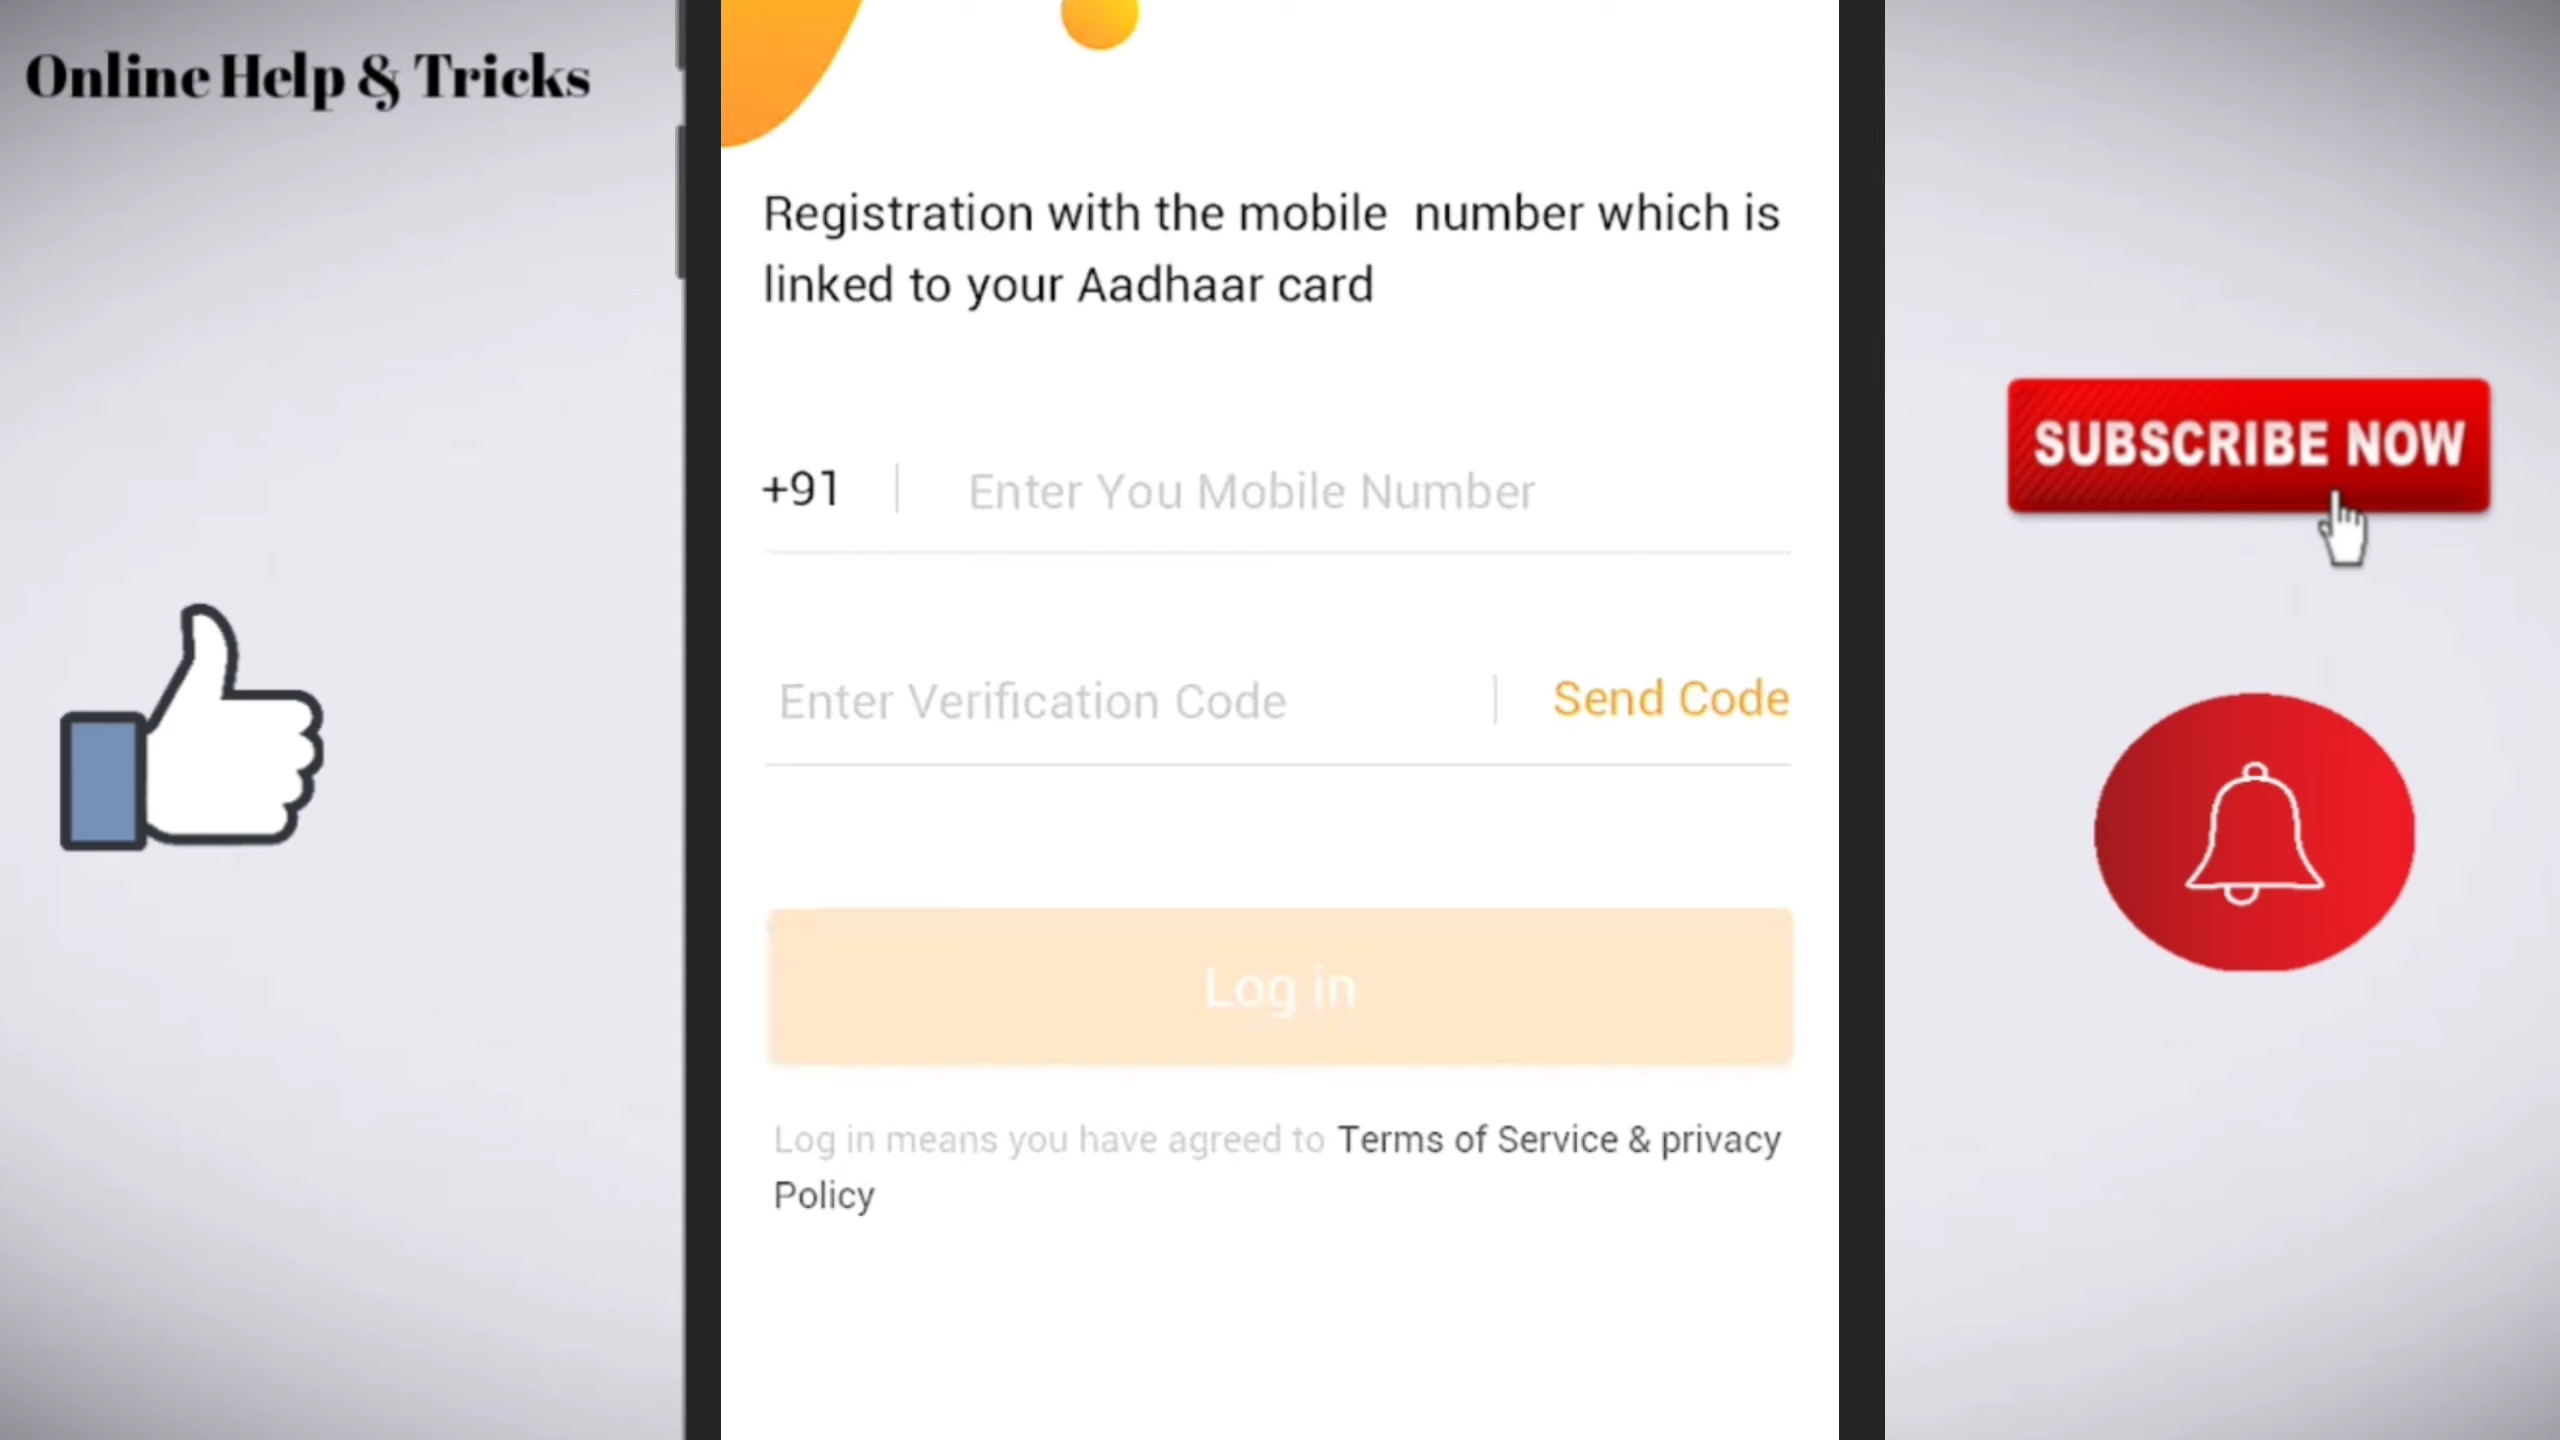 Online Help & Tricks
Registration with the mobile number which is
linked to your Aadhaar card
+91
Enter You Mobile Number
Enter Verification Code
Send Code
Log in
Log in means you have agreed to Terms of Service & privacy
Policy
SUBSCRIBE NOW